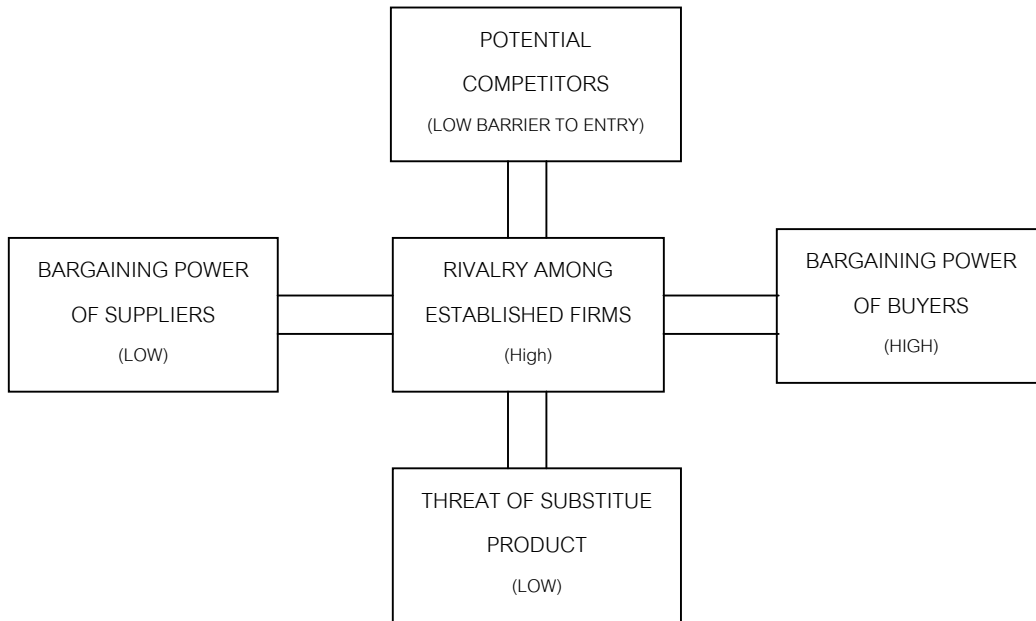 POTENTIAL
COMPETITORS
(LOW BARRIER TO ENTRY)
BARGAINING POWER
OF SUPPLIERS
(LOW)
RIVALRY AMONG
ESTABLISHED FIRMS
(High)
BARGAINING POWER
OF BUYERS
(HIGH)
THREAT OF SUBSTITUE
PRODUCT
(LOW)